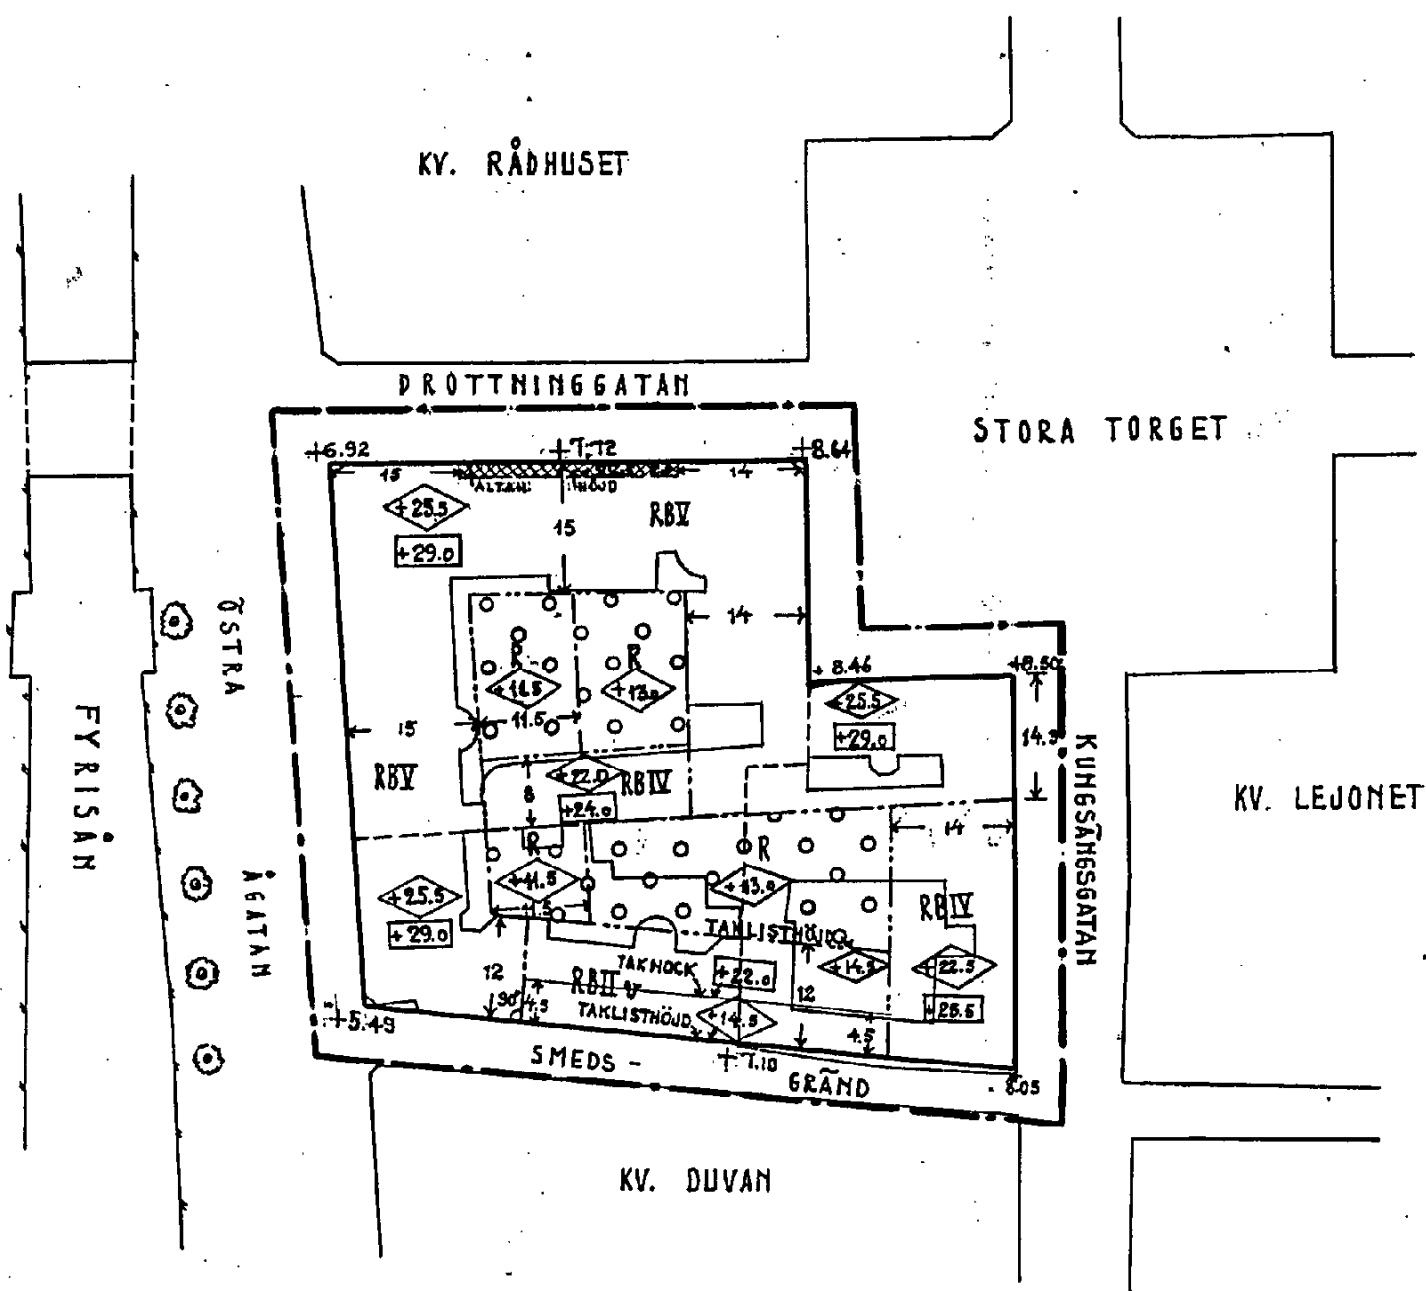 KV. RÅDHUSET
DROTTNINGGATAN
STORA TORGET
+6.92
+7.72
+8.64
15
14
ALTAN
HÖJD
+25.5
+29.0
15
RBV
ÖSTRA
14
R
R
+13.0
+8.46
+8.50
+25.5
+29.0
14.3
11.5
15
FYRISÅN
RBV
+22.0
RBIV
8
+24.0
KUNGSÄNGSGATAN
KV. LEJONET
14
R
R
+11.5
+13.0
ÅGATAN
+25.5
+29.0
RBIV
TAKLISTHÖJD
12
TAKNOCK
+22.0
+14.5
+22.5
+25.5
RBII
90°
4.5
12
TAKLISTHÖJD
+14.5
4.5
+5.49
SMEDS-
GRÄND
+7.10
8.05
KV. DUVAN